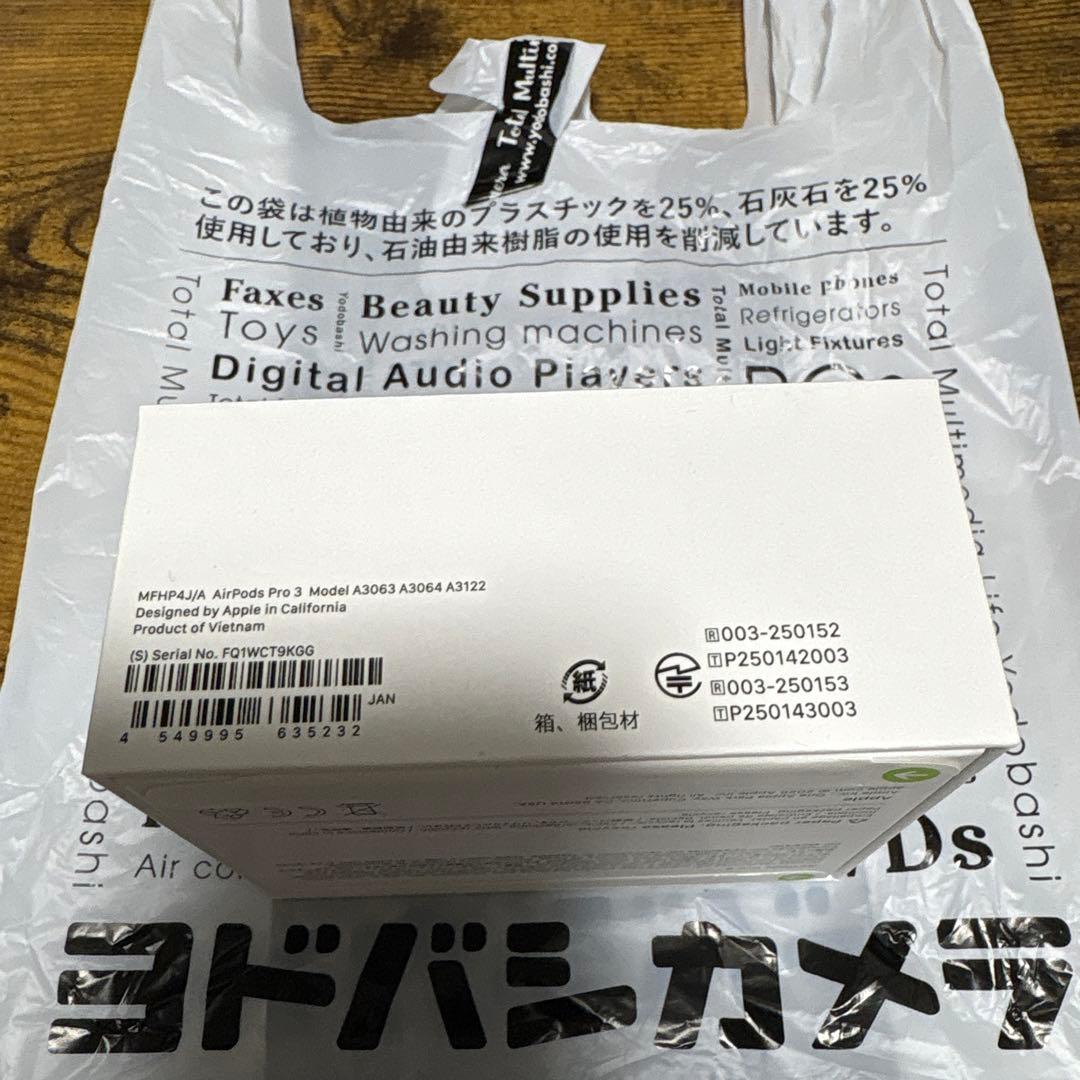 Total Multi
www.yodobashi.co
この袋は植物由来のプラスチックを25%、石灰石を25%
使用しており、石油由来樹脂の使用を削減しています。
Faxes
Toys
Yodobashi
Beauty Supplies
Washing machines
Digital Audio Players
Total Mul
Mobile phones
Refrigerators
Light Fixtures
Total Mu
Total Multimedia Life Yodobashi
MFHP4J/A AirPods Pro 3 Model A3063 A3064 A3122
Designed by Apple in California
Product of Vietnam
(S) Serial No. FQ1WCT9KGG
JAN
4 549995 635232
紙
箱、梱包材
R 003-250152
T P250142003
R 003-250153
T P250143003
bashi
Air co
Ds
ヨドバシカメラ